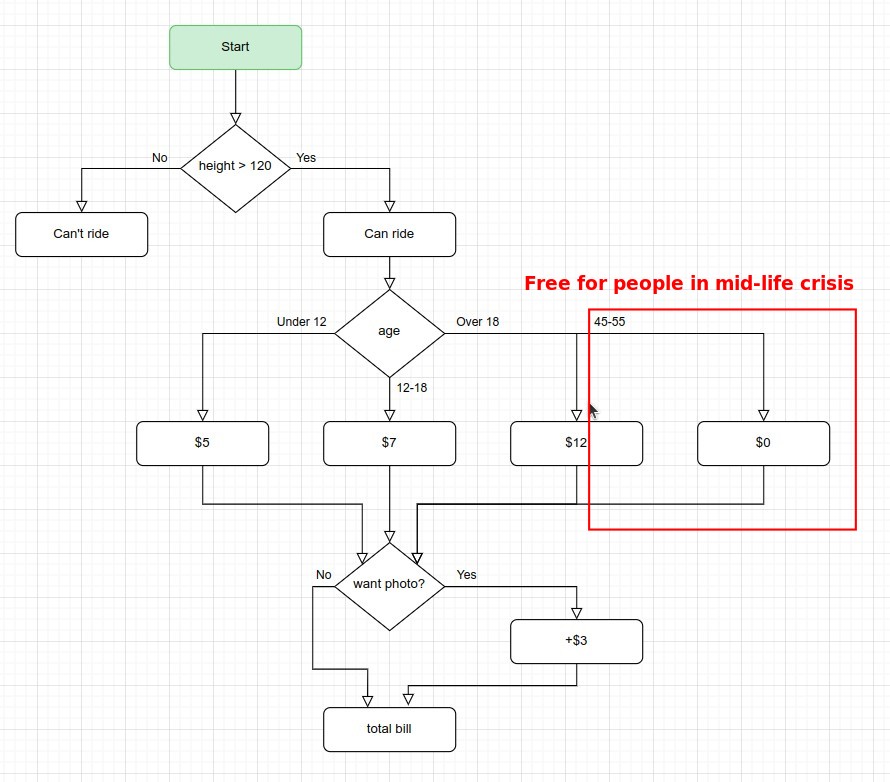 Start
height > 120
No
Yes
Can't ride
Can ride
Free for people in mid-life crisis
age
Under 12
Over 18
45-55
12-18
$5
$7
$12
$0
want photo?
No
Yes
+$3
total bill